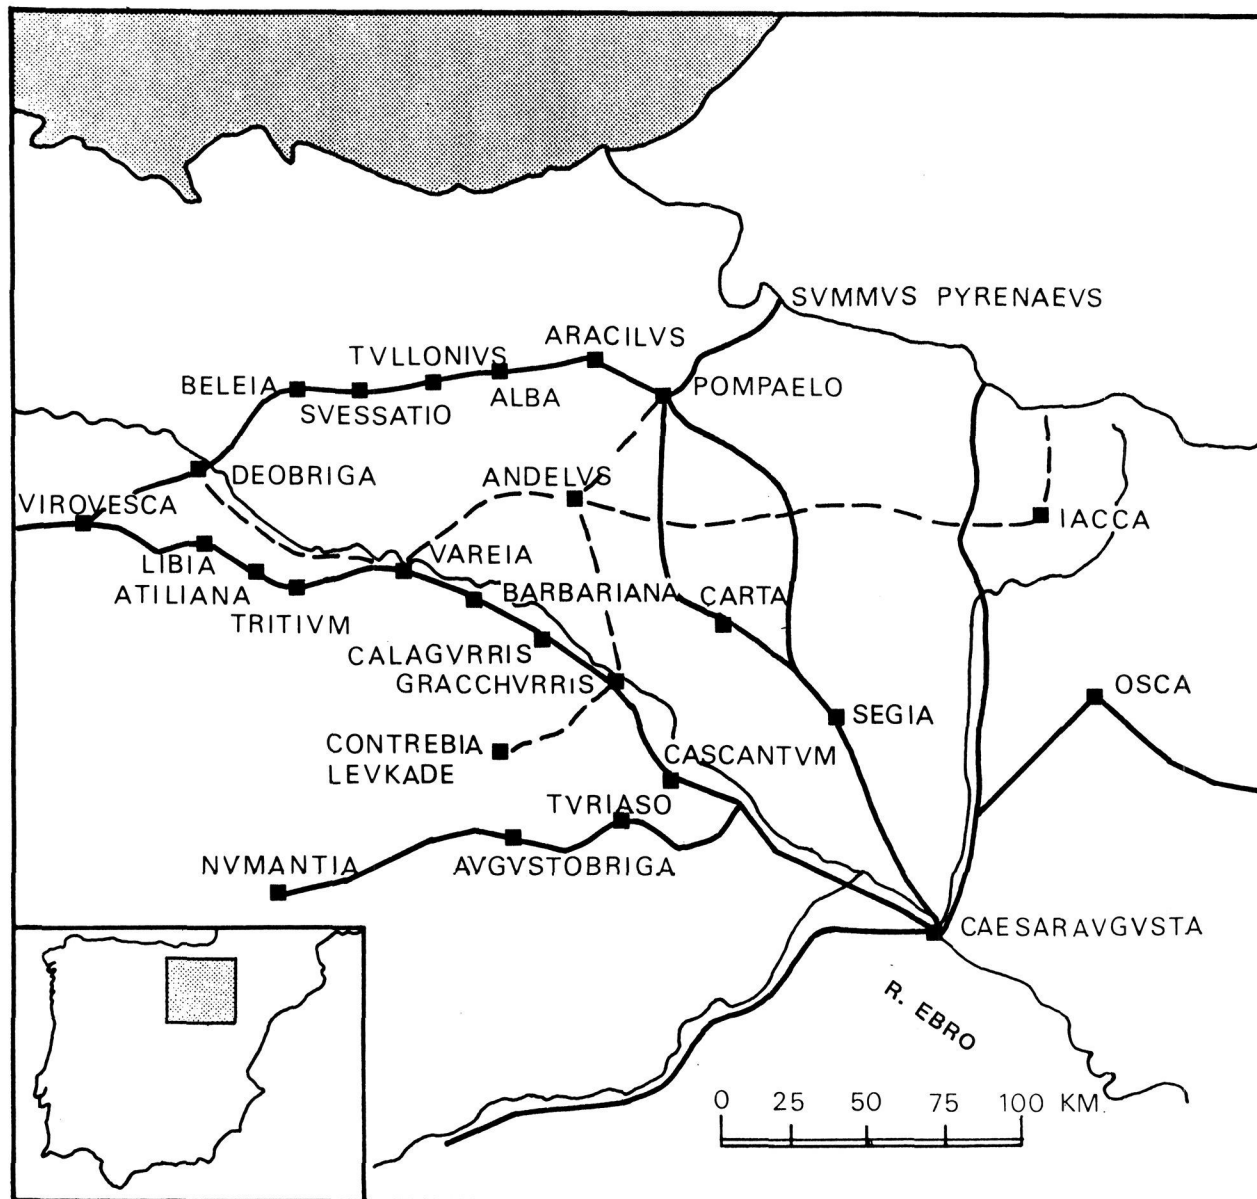 SVMMVS PYRENAEVS
ARACILVS
TVLLONIVS
BELEIA
POMPAELO
ALBA
SVESSATIO
DEOBRIGA
ANDELVS
VIROVESCA
IACCA
VAREIA
LIBIA
BARBARIANA
CARTA
ATILIANA
TRITIVM
CALAGVRRIS
GRACCHVRRIS
OSCA
SEGIA
CONTREBIA
LEVKADE
CASCANTVM
TVRIASO
NVMANTIA
AVGVSTOBRIGA
CAESARAVGVSTA
R. EBRO
0 25 50 75 100 KM.